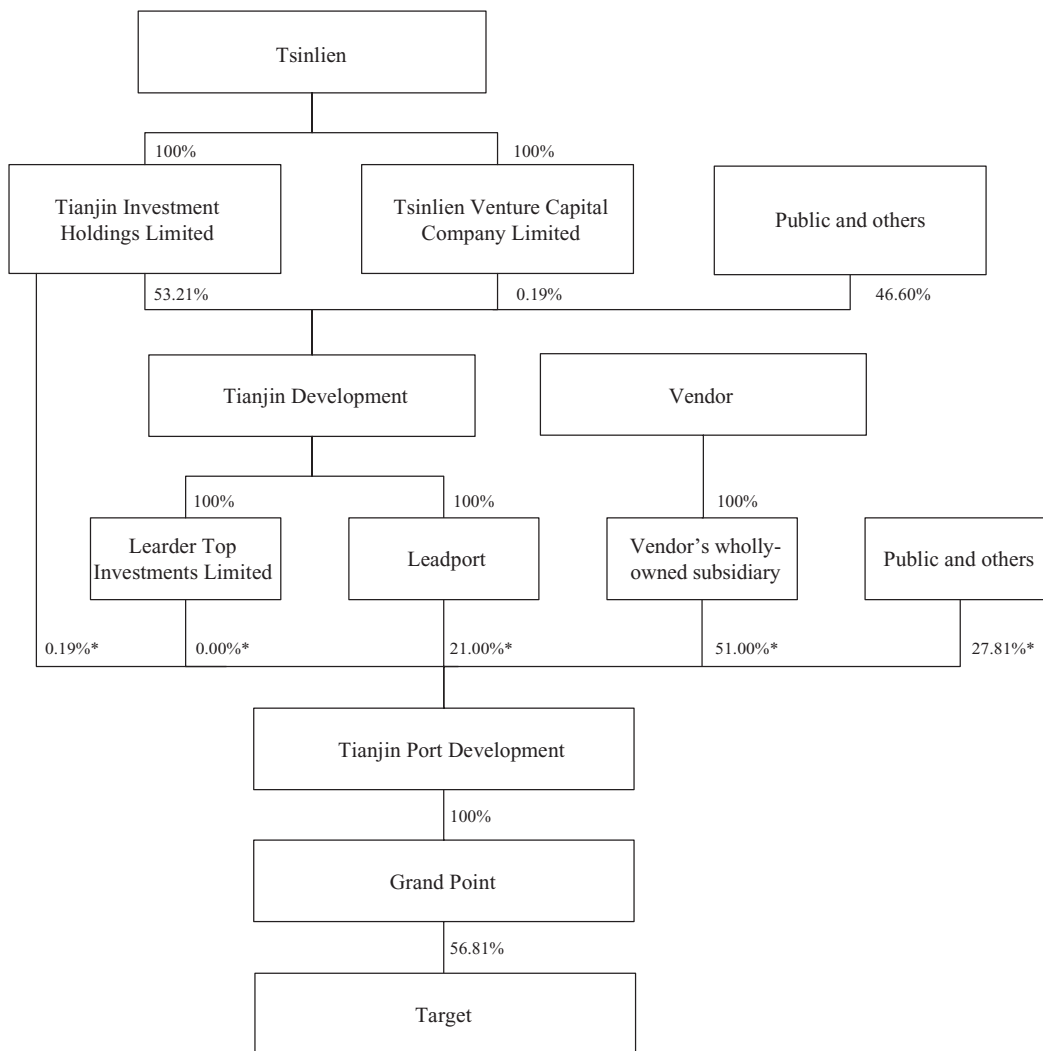 Tsinlien
100%
100%
Tianjin Investment
Holdings Limited
Tsinlien Venture Capital
Company Limited
Public and others
53.21%
0.19%
46.60%
Tianjin Development
Vendor
100%
100%
100%
Learder Top
Investments Limited
Leadport
Vendor’s wholly-
owned subsidiary
Public and others
0.19%*
0.00%*
21.00%*
51.00%*
27.81%*
Tianjin Port Development
100%
Grand Point
56.81%
Target